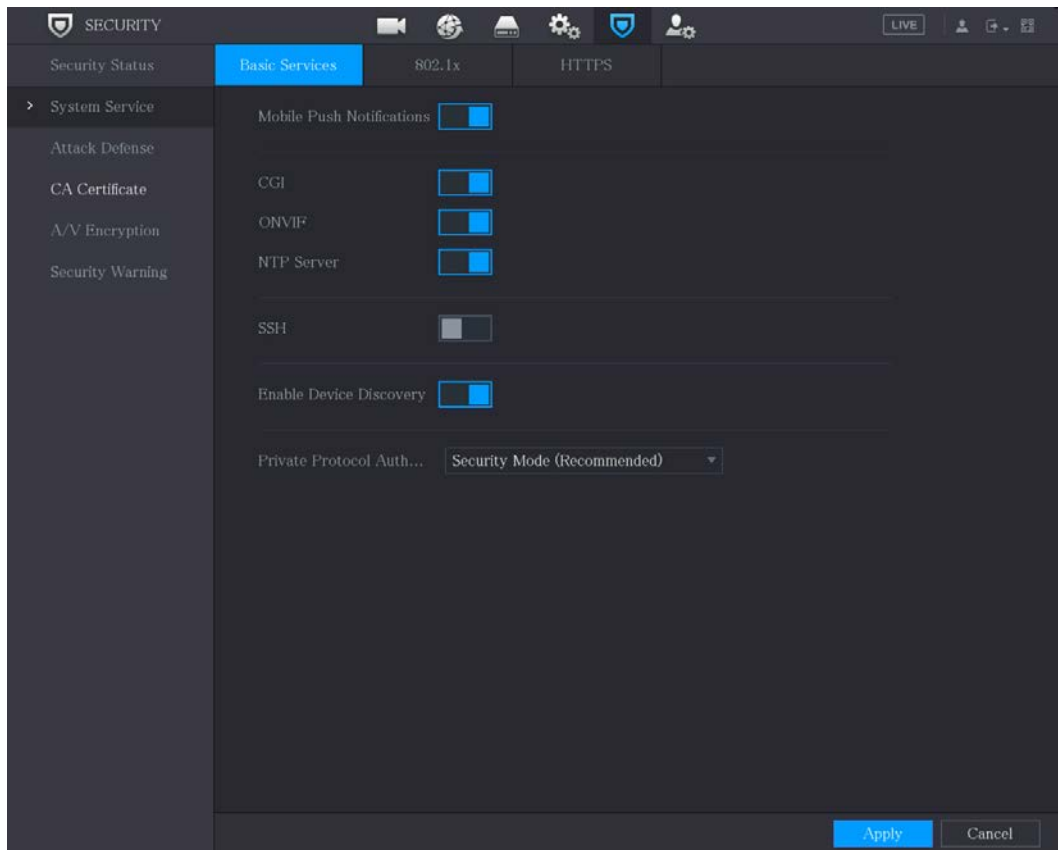 SECURITY
LIVE
Security Status
Basic Services
802.1x
HTTPS
System Service
Attack Defense
CA Certificate
A/V Encryption
Security Warning
Mobile Push Notifications
CGI
ONVIF
NTP Server
SSH
Enable Device Discovery
Private Protocol Auth... Security Mode (Recommended)
Apply
Cancel